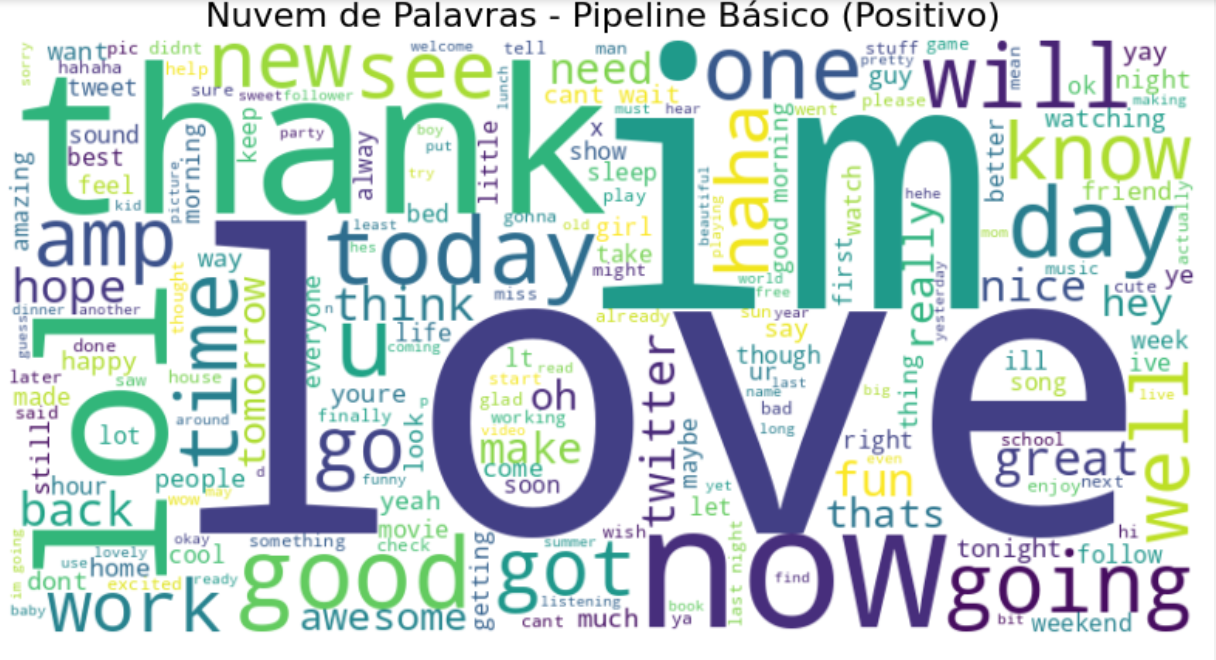 Nuvem de Palavras - Pipeline Básico (Positivo)
sorry
want
pic
didnt
new
see
welcome
tell
man
need
one
stuff
pretty
game
will
mean
yay
hahaha
help
tweet
sure
sweet
follower
lunch
cant wait
guy
ok
night
please
making
thank
im
must
hear
went
watching
sound
best
feel
kid
picture
morning
keep
party
alway
boy
put
try
little
x
show
sleep
play
beautiful
haha
playing
good morning
watch
hehe
better
know
friend
actually
amazing
amp
bed
least
hes
gonna
old
girl
take
might
today
world
free
first
really
yesterday
mom
day
music
nice
cute
ye
hey
hope
way
thought
time
tomorrow
everyone
n
think
miss
already
sun
year
say
dinner
another
guess
lol
lot
done
happy
saw
house
u
life
coming
love
lt
read
start
glad
oh
working
video
make
come
soon
twitter
though
ur
last
name
bad
long
big
thing
ill
song
week
ive
live
well
later
made
said
still
around
youre
finally
p
go
look
funny
d
people
hour
wow
may
back
yeah
movie
check
maybe
yet
let
right
even
fun
thats
school
great
enjoy
next
hi
im going
okay
lovely
use
home
cool
something
good
getting
summer
wish
got
now
find
last night
tonight
follow
going
dont
excited
ready
baby
work
awesome
listening
cant
much
book
ya
bit
weekend